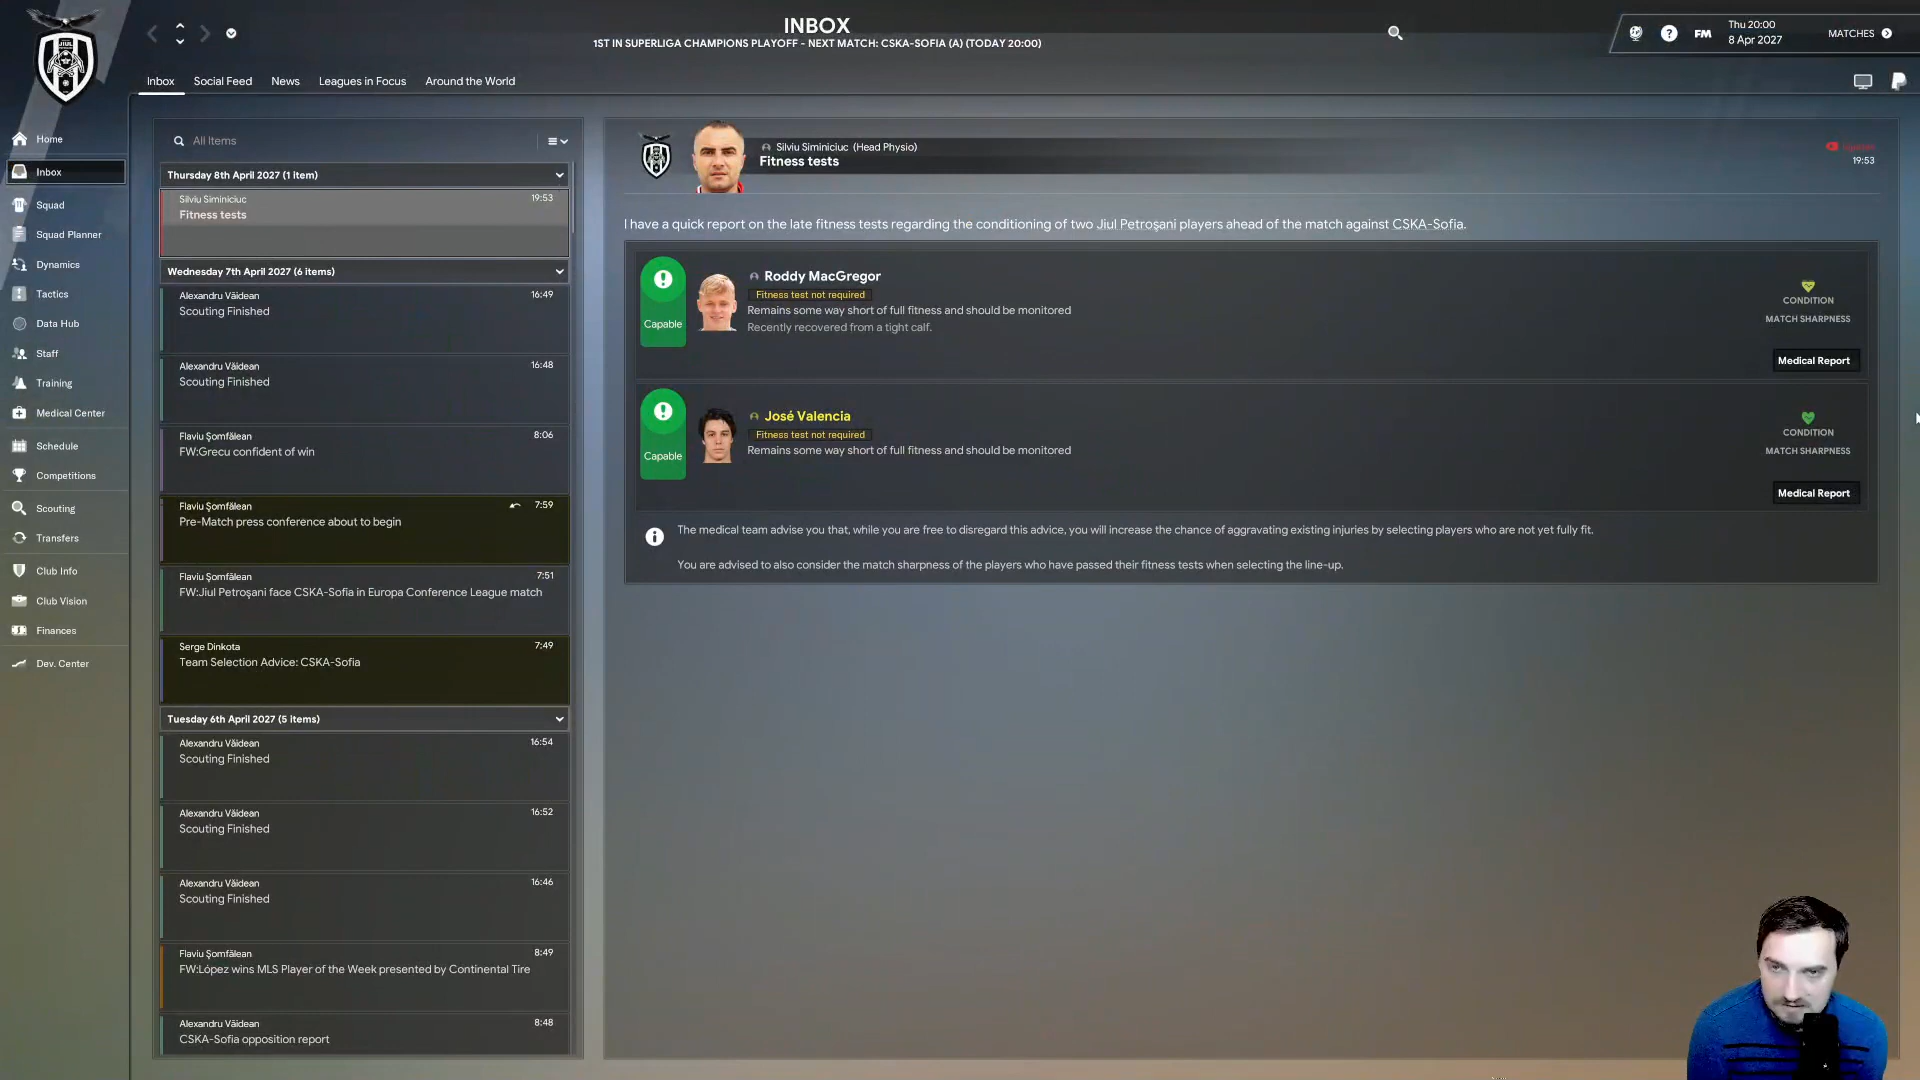 INBOX
1ST IN SUPERLIGA CHAMPIONS PLAYOFF - NEXT MATCH: CSKA-SOFIA (A) (TODAY 20:00)
FM
Thu 20:00
8 Apr 2027
MATCHES
Inbox
Social Feed
News
Leagues in Focus
Around the World
JIUL
Home
Inbox
Squad
Squad Planner
Dynamics
Tactics
Data Hub
Staff
Training
Medical Center
Schedule
Competitions
Scouting
Transfers
Club Info
Club Vision
Finances
Dev. Center
All Items
Thursday 8th April 2027 (1 item)
Silviu Siminiciuc 19:53
Fitness tests
Wednesday 7th April 2027 (6 items)
Alexandru Văidean 16:49
Scouting Finished
Alexandru Văidean 16:48
Scouting Finished
Flaviu Șomfălean 8:06
FW:Grecu confident of win
Flaviu Șomfălean 7:59
Pre-Match press conference about to begin
Flaviu Șomfălean 7:51
FW:Jiul Petroșani face CSKA-Sofia in Europa Conference League match
Serge Dinkota 7:49
Team Selection Advice: CSKA-Sofia
Tuesday 6th April 2027 (5 items)
Alexandru Văidean 16:54
Scouting Finished
Alexandru Văidean 16:52
Scouting Finished
Alexandru Văidean 16:46
Scouting Finished
Flaviu Șomfălean 8:49
FW:López wins MLS Player of the Week presented by Continental Tire
Alexandru Văidean 8:48
CSKA-Sofia opposition report
Silviu Siminiciuc (Head Physio)
Fitness tests
19:53
I have a quick report on the late fitness tests regarding the conditioning of two Jiul Petroșani players ahead of the match against CSKA-Sofia.
Capable
Roddy MacGregor
Fitness test not required
Remains some way short of full fitness and should be monitored
Recently recovered from a tight calf.
CONDITION
MATCH SHARPNESS
Medical Report
Capable
José Valencia
Fitness test not required
Remains some way short of full fitness and should be monitored
CONDITION
MATCH SHARPNESS
Medical Report
The medical team advise you that, while you are free to disregard this advice, you will increase the chance of aggravating existing injuries by selecting players who are not yet fully fit.
You are advised to also consider the match sharpness of the players who have passed their fitness tests when selecting the line-up.